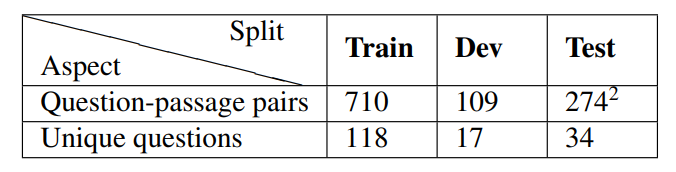 Split
Aspect
Train Dev Test
Question-passage pairs 710 109 274²
Unique questions 118 17 34